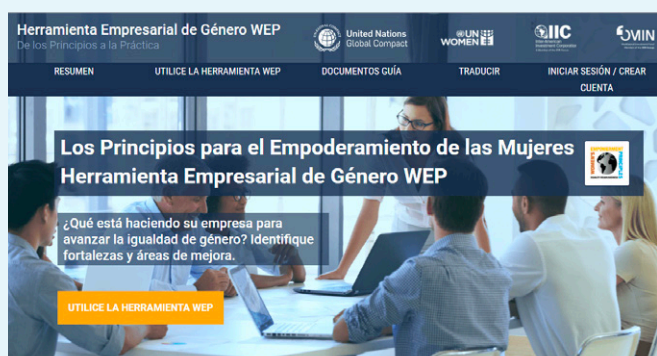 Herramienta Empresarial de Género WEP
De los Principios a la Práctica
United Nations
Global Compact
UN
WOMEN
IIC
RESUMEN
UTILICE LA HERRAMIENTA WEP
DOCUMENTOS GUÍA
TRADUCIR
INICIAR SESIÓN / CREAR
CUENTA
Los Principios para el Empoderamiento de las Mujeres
Herramienta Empresarial de Género WEP
¿Qué está haciendo su empresa para
avanzar la igualdad de género? Identifique
fortalezas y áreas de mejora.
UTILICE LA HERRAMIENTA WEP